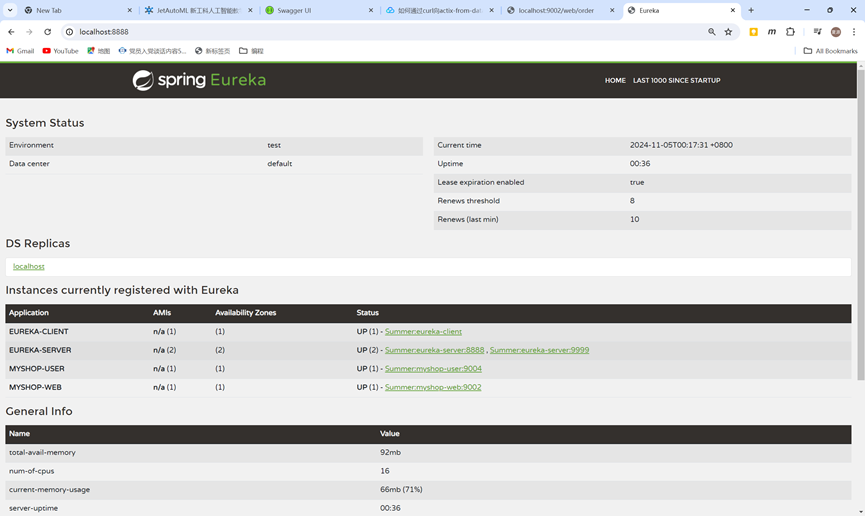 New Tab
JetAutoML 新工科人工智能教
Swagger UI
如何通过curl向actix-from-dat
localhost:9002/web/order
Eureka
localhost:8888
Gmail YouTube 地图 党员入党谈话内容5... 新标签页 编程 All Bookmarks
spring Eureka
HOME LAST 1000 SINCE STARTUP
System Status
Environment test
Data center default
Current time 2024-11-05T00:17:31 +0800
Uptime 00:36
Lease expiration enabled true
Renews threshold 8
Renews (last min) 10
DS Replicas
localhost
Instances currently registered with Eureka
Application AMIs Availability Zones Status
EUREKA-CLIENT n/a (1) (1) UP (1) - Summer:eureka-client
EUREKA-SERVER n/a (2) (2) UP (2) - Summer:eureka-server:8888 , Summer:eureka-server:9999
MYSHOP-USER n/a (1) (1) UP (1) - Summer:myshop-user:9004
MYSHOP-WEB n/a (1) (1) UP (1) - Summer:myshop-web:9002
General Info
Name Value
total-avail-memory 92mb
num-of-cpus 16
current-memory-usage 66mb (71%)
server-uptime 00:36